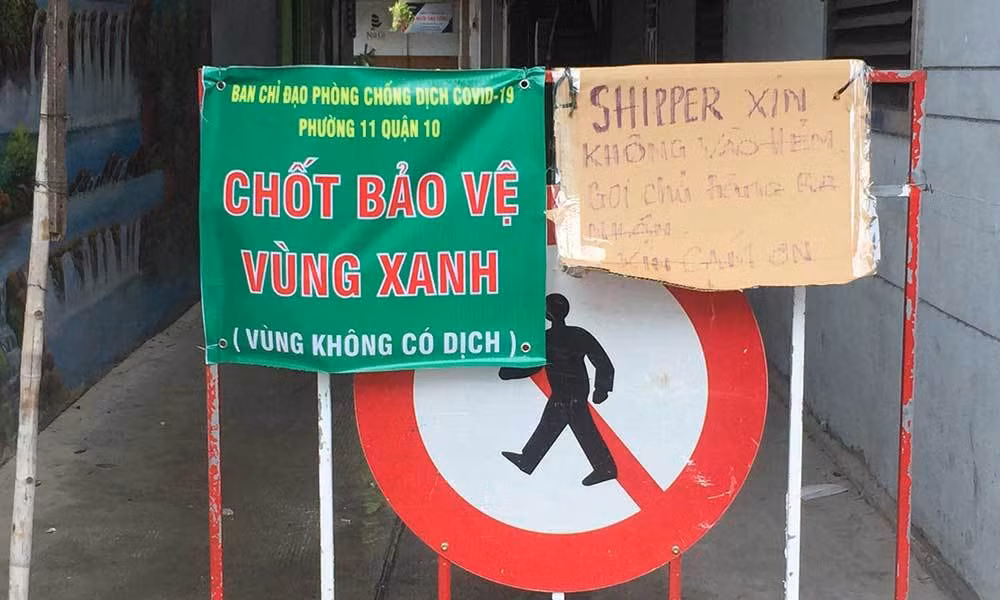 BAN CHỈ ĐẠO PHÒNG CHỐNG DỊCH COVID-19
PHƯỜNG 11 QUẬN 10
CHỐT BẢO VỆ
VÙNG XANH
( VÙNG KHÔNG CÓ DỊCH )
SHIPPER XIN
KHÔNG VÀO HẺM
GỌI CHỦ HÀNG RA
NHẬN
XIN CẢM ƠN